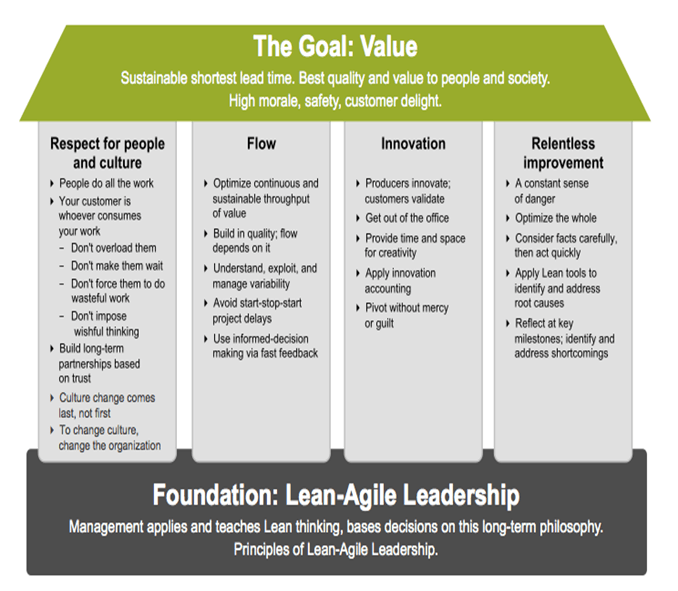 The Goal: Value
Sustainable shortest lead time. Best quality and value to people and society.
High morale, safety, customer delight.
Respect for people
and culture
People do all the work
Your customer is
whoever consumes
your work
– Don't overload them
– Don't make them wait
– Don't force them to do
wasteful work
– Don't impose
wishful thinking
Build long-term
partnerships based
on trust
Culture change comes
last, not first
To change culture,
change the organization
Flow
Optimize continuous and
sustainable throughput
of value
Build in quality; flow
depends on it
Understand, exploit, and
manage variability
Avoid start-stop-start
project delays
Use informed-decision
making via fast feedback
Innovation
Producers innovate;
customers validate
Get out of the office
Provide time and space
for creativity
Apply innovation
accounting
Pivot without mercy
or guilt
Relentless
improvement
A constant sense
of danger
Optimize the whole
Consider facts carefully,
then act quickly
Apply Lean tools to
identify and address
root causes
Reflect at key
milestones; identify and
address shortcomings
Foundation: Lean-Agile Leadership
Management applies and teaches Lean thinking, bases decisions on this long-term philosophy.
Principles of Lean-Agile Leadership.